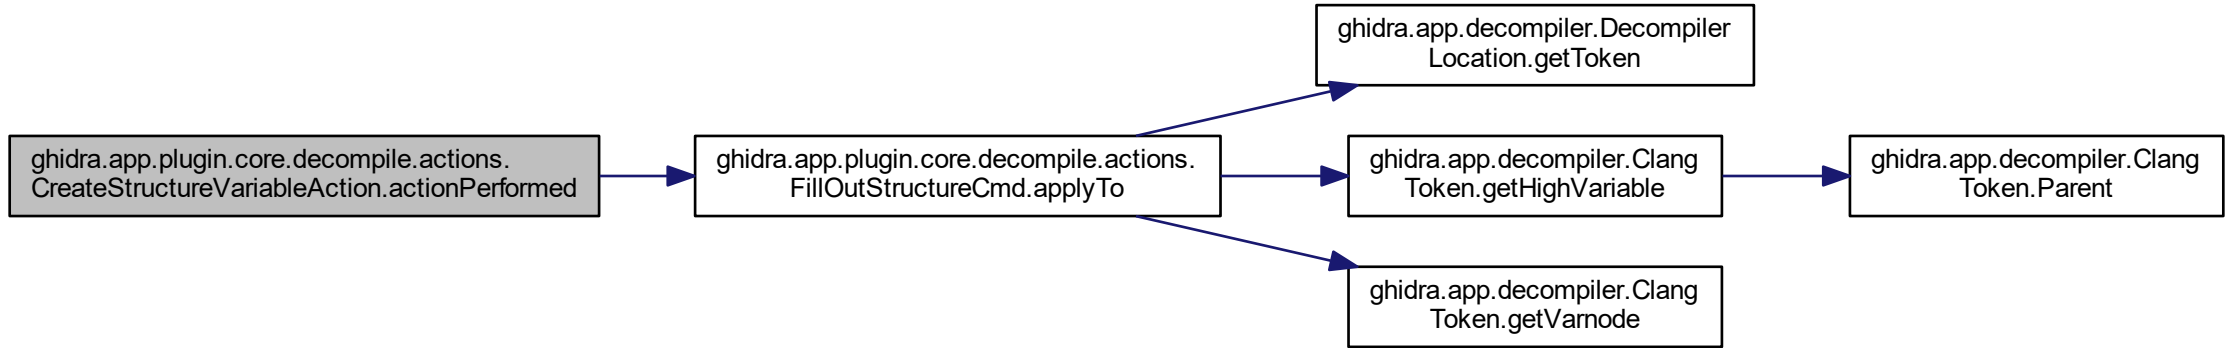 ghidra.app.decompiler.Decompiler
Location.getToken
ghidra.app.plugin.core.decompile.actions.
CreateStructureVariableAction.actionPerformed
ghidra.app.plugin.core.decompile.actions.
FillOutStructureCmd.applyTo
ghidra.app.decompiler.Clang
Token.getHighVariable
ghidra.app.decompiler.Clang
Token.Parent
ghidra.app.decompiler.Clang
Token.getVarnode